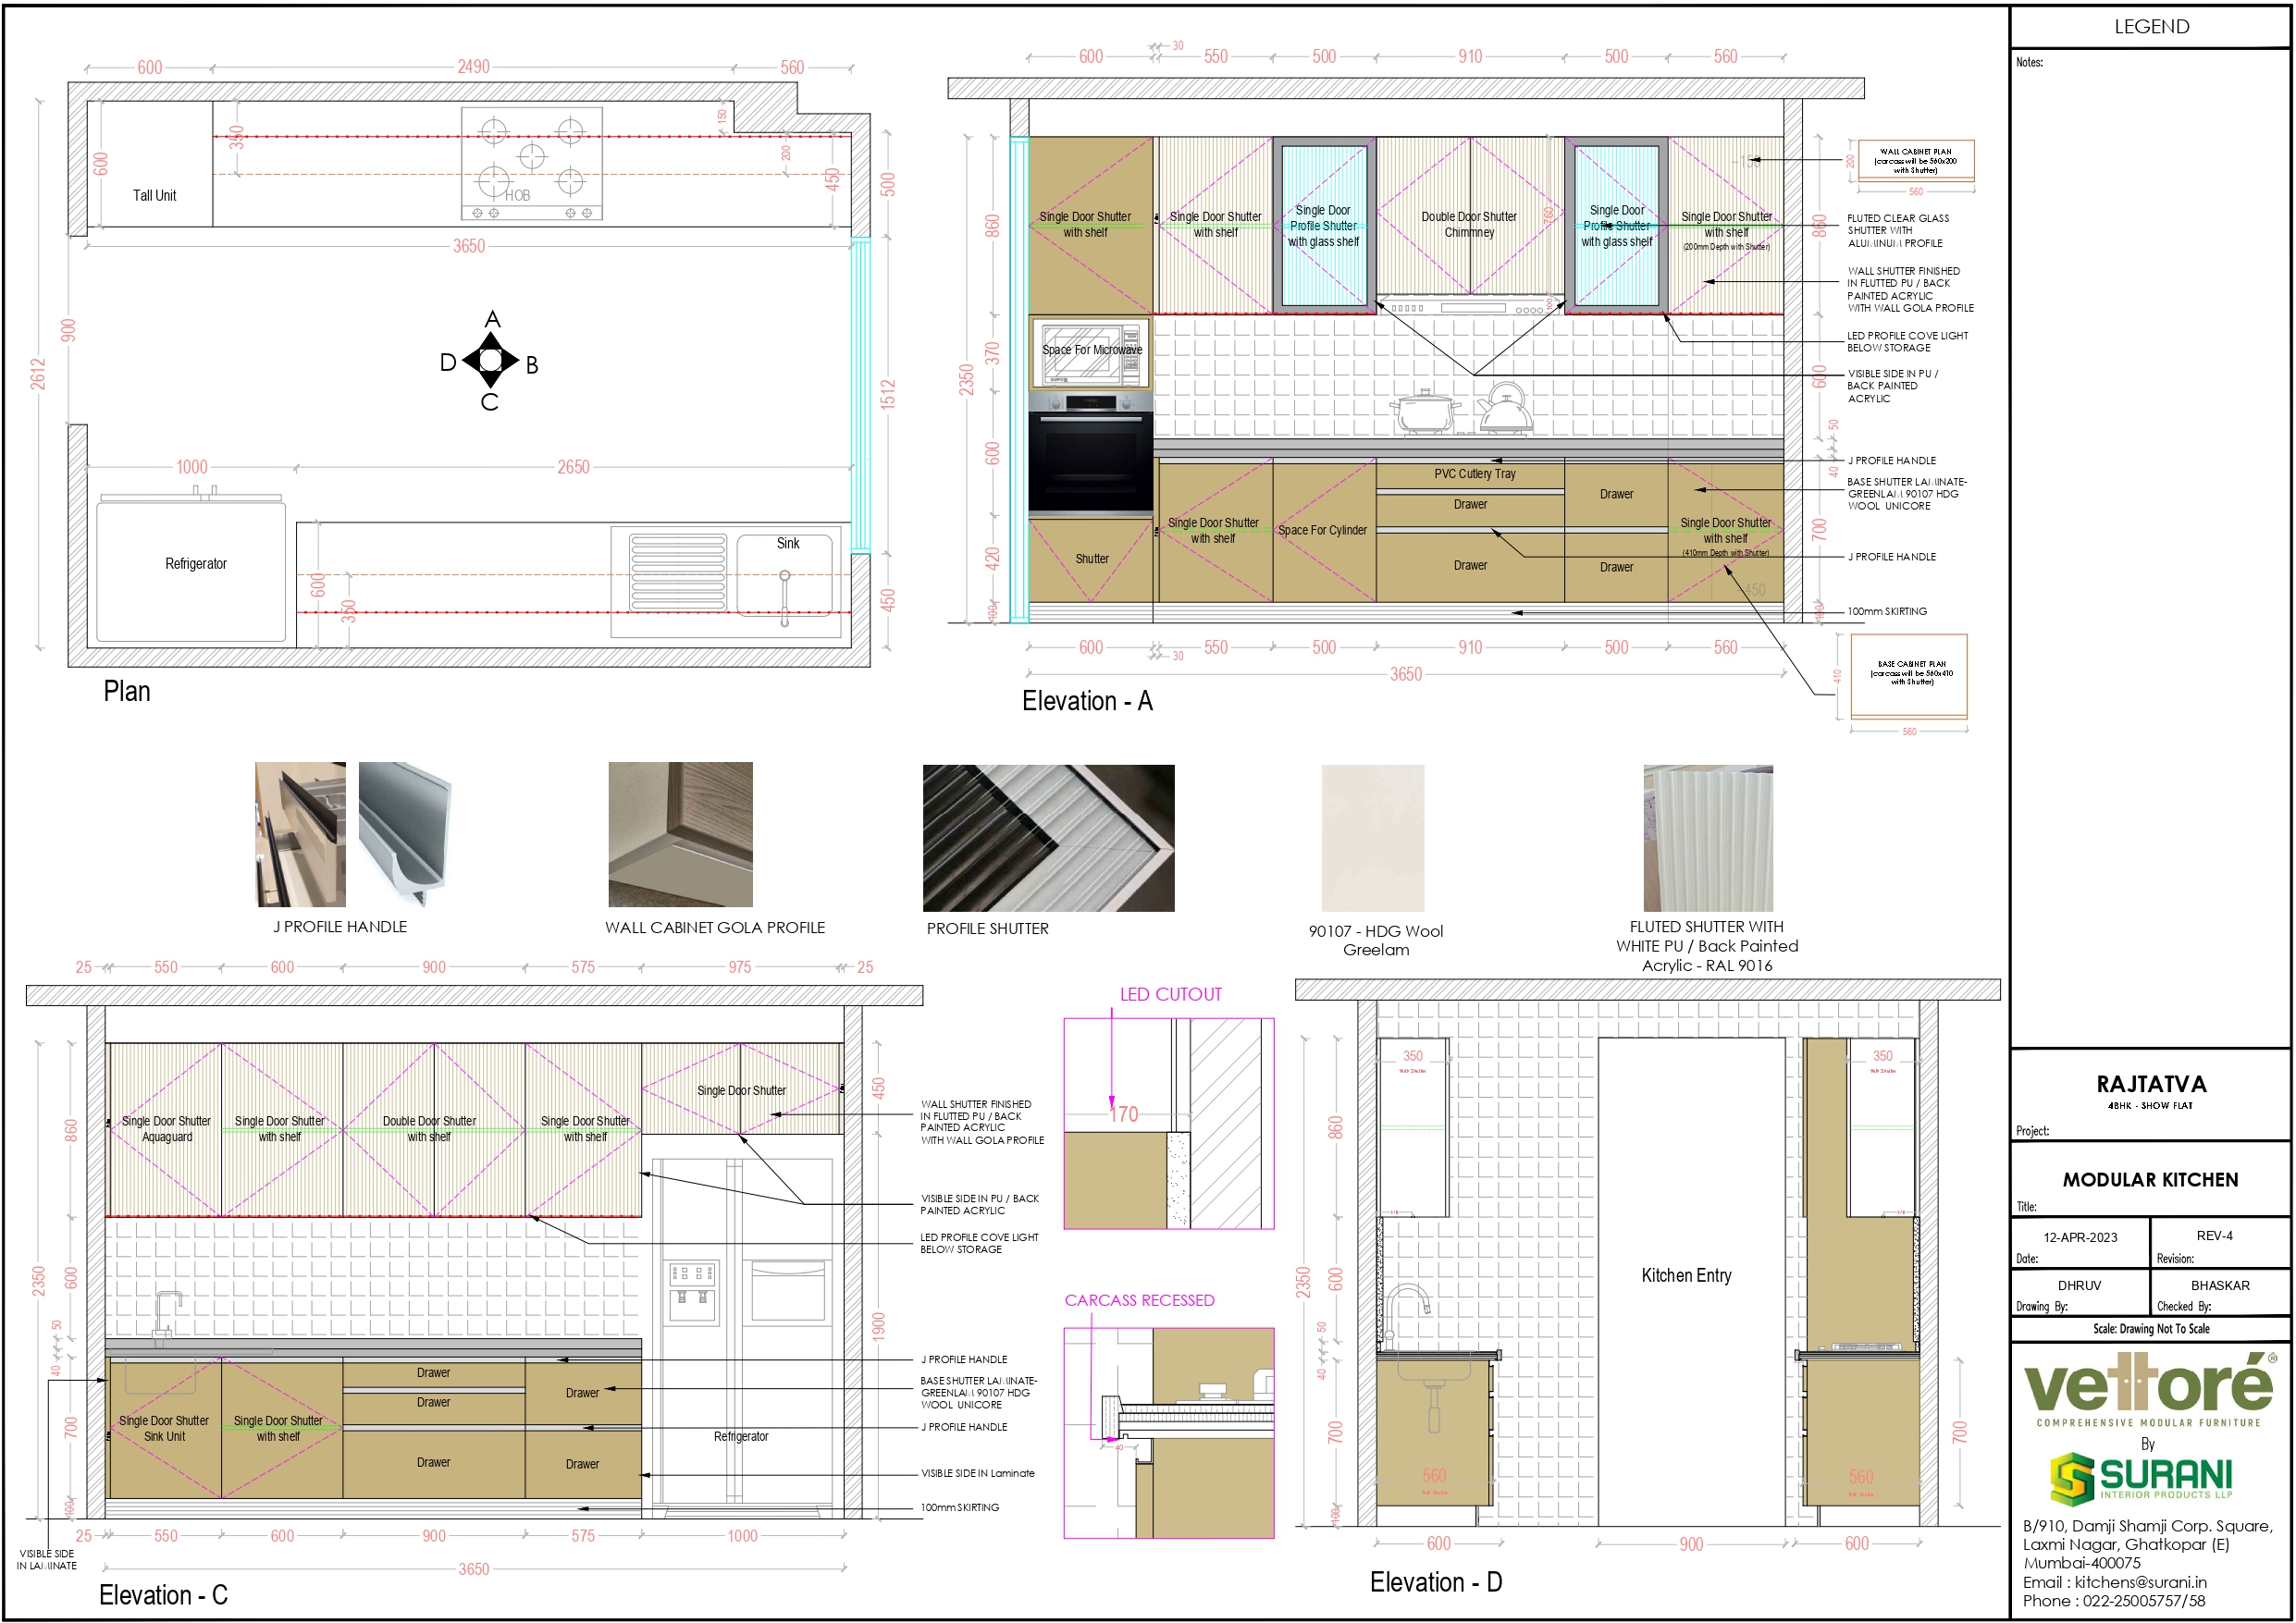 600
2490
560
150
350
600
200
450
500
HOB
Tall Unit
3650
900
2612
A
D
B
C
1512
1000
2650
Refrigerator
Sink
600
350
450
Plan
600
30
550
500
910
500
560
860
370
2350
600
420
100
Single Door Shutter
with shelf
Single Door Shutter
with shelf
Single Door
Profile Shutter
with glass shelf
Double Door Shutter
Chimmney
760
100
Single Door
Profile Shutter
with glass shelf
Single Door Shutter
with shelf
(200mm Depth with Shutter)
Space For Microwave
Shutter
Single Door Shutter
with shelf
Space For Cylinder
PVC Cutlery Tray
Drawer
Drawer
Drawer
Drawer
Single Door Shutter
with shelf
(410mm Depth with Shutter)
860
600
50
40
700
100
200
WALL CABINET PLAN
(carcass will be 560x200
with Shutter)
560
FLUTED CLEAR GLASS
SHUTTER WITH
ALUMINUM PROFILE
WALL SHUTTER FINISHED
IN FLUTTED PU / BACK
PAINTED ACRYLIC
WITH WALL GOLA PROFILE
LED PROFILE COVE LIGHT
BELOW STORAGE
VISIBLE SIDE IN PU /
BACK PAINTED
ACRYLIC
J PROFILE HANDLE
BASE SHUTTER LAMINATE-
GREENLAM 90107 HDG
WOOL UNICORE
J PROFILE HANDLE
100mm SKIRTING
410
BASE CABINET PLAN
(carcass will be 560x410
with Shutter)
560
600
30
550
500
910
500
560
3650
Elevation - A
J PROFILE HANDLE
WALL CABINET GOLA PROFILE
PROFILE SHUTTER
90107 - HDG Wool
Greelam
FLUTED SHUTTER WITH
WHITE PU / Back Painted
Acrylic - RAL 9016
25
550
600
900
575
975
25
2350
860
600
50
40
700
100
Single Door Shutter
Aquaguard
Single Door Shutter
with shelf
Double Door Shutter
with shelf
Single Door Shutter
with shelf
Single Door Shutter
450
1900
Single Door Shutter
Sink Unit
Single Door Shutter
with shelf
Drawer
Drawer
Drawer
Drawer
Drawer
Refrigerator
WALL SHUTTER FINISHED
IN FLUTTED PU / BACK
PAINTED ACRYLIC
WITH WALL GOLA PROFILE
VISIBLE SIDE IN PU / BACK
PAINTED ACRYLIC
LED PROFILE COVE LIGHT
BELOW STORAGE
J PROFILE HANDLE
BASE SHUTTER LAMINATE-
GREENLAM 90107 HDG
WOOL UNICORE
J PROFILE HANDLE
VISIBLE SIDE IN Laminate
100mm SKIRTING
VISIBLE SIDE
IN LAMINATE
25
550
600
900
575
1000
3650
Elevation - C
LED CUTOUT
170
CARCASS RECESSED
40
350
350
860
2350
600
50
40
700
100
Kitchen Entry
560
560
700
600
900
600
Elevation - D
LEGEND
Notes:
RAJTATVA
4BHK - SHOW FLAT
Project:
MODULAR KITCHEN
Title:
12-APR-2023
Date:
REV-4
Revision:
DHRUV
Drawing By:
BHASKAR
Checked By:
Scale: Drawing Not To Scale
vettoré®
COMPREHENSIVE MODULAR FURNITURE
By
SURANI
INTERIOR PRODUCTS LLP
B/910, Damji Shamji Corp. Square,
Laxmi Nagar, Ghatkopar (E)
Mumbai-400075
Email : kitchens@surani.in
Phone : 022-25005757/58